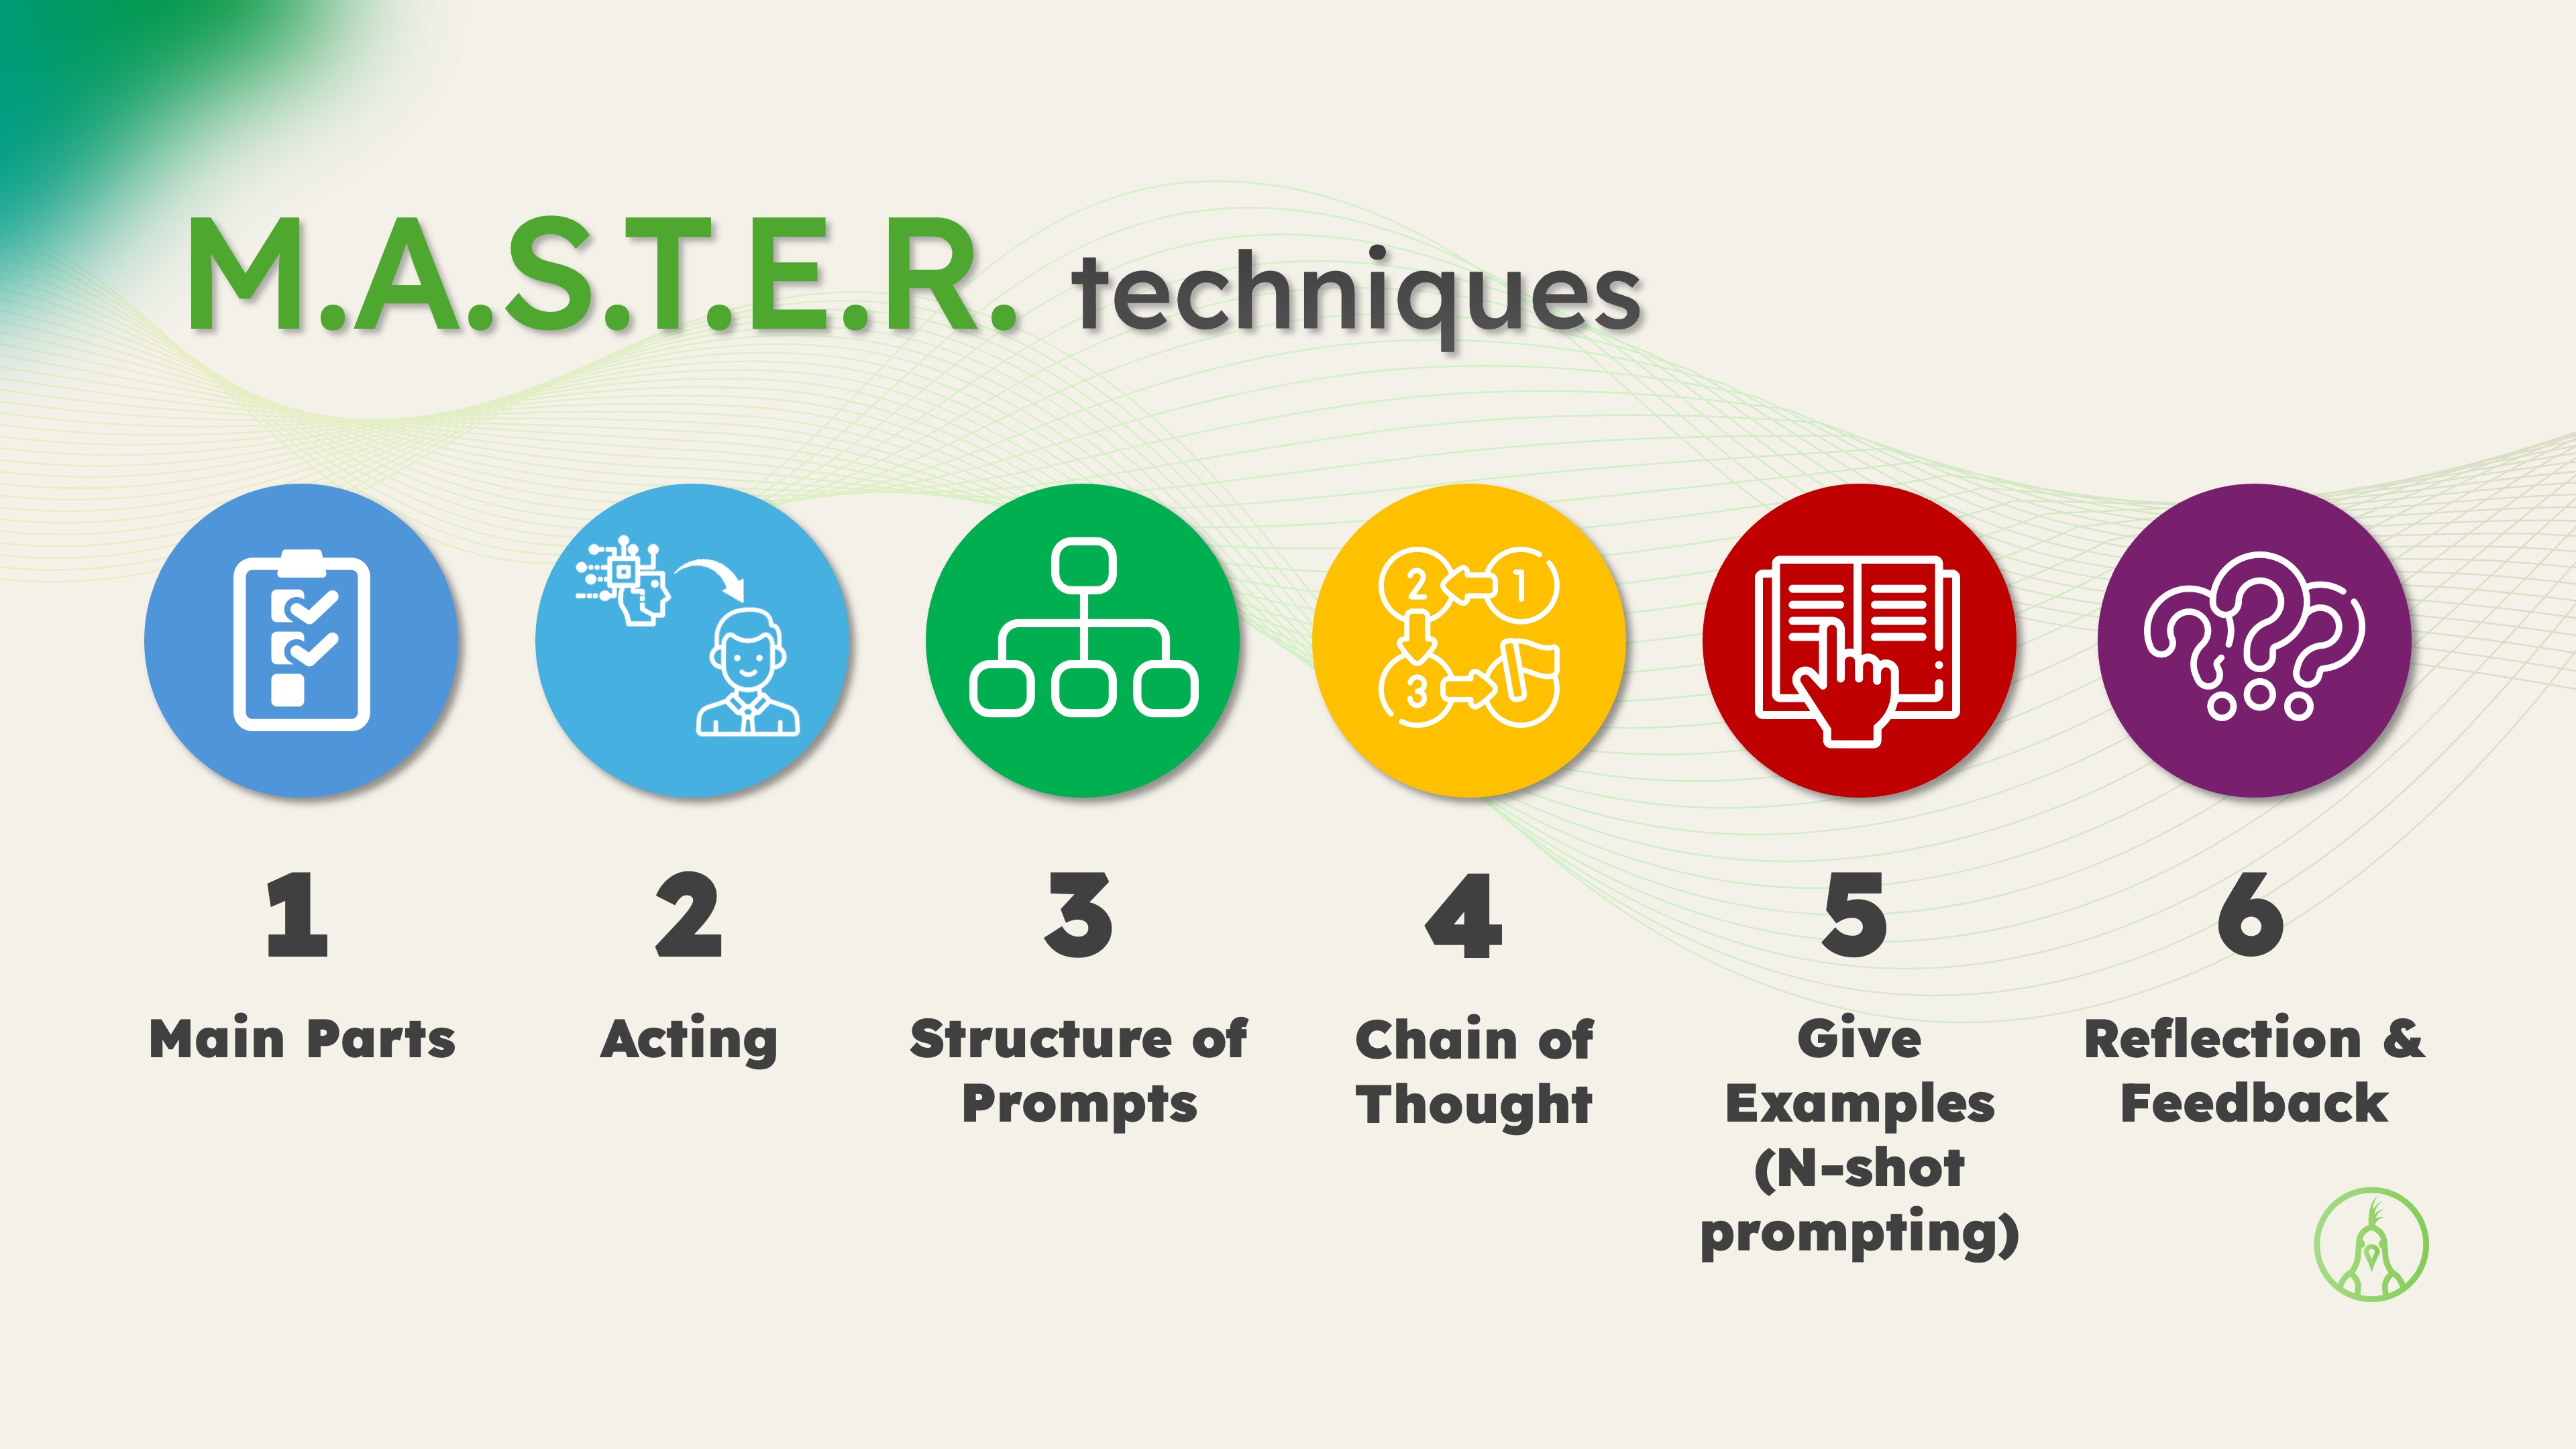 M.A.S.T.E.R. techniques
2 1
3
1
Main Parts
2
Acting
3
Structure of
Prompts
4
Chain of
Thought
5
Give
Examples
(N-shot
prompting)
6
Reflection &
Feedback